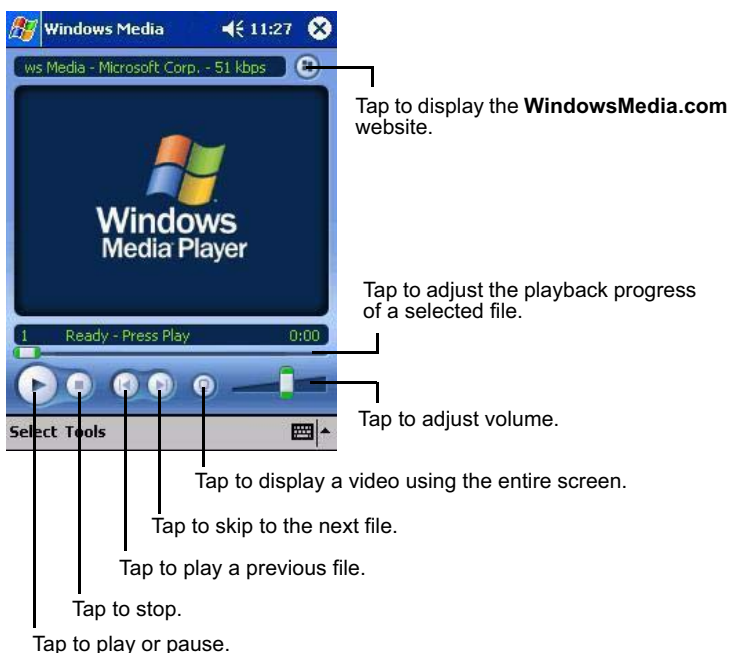 Windows Media 11:27
ws Media - Microsoft Corp. - 51 kbps
Tap to display the WindowsMedia.com
website.
Windows
Media Player
Tap to adjust the playback progress
of a selected file.
1 Ready - Press Play 0:00
Tap to adjust volume.
Select Tools
Tap to display a video using the entire screen.
Tap to skip to the next file.
Tap to play a previous file.
Tap to stop.
Tap to play or pause.